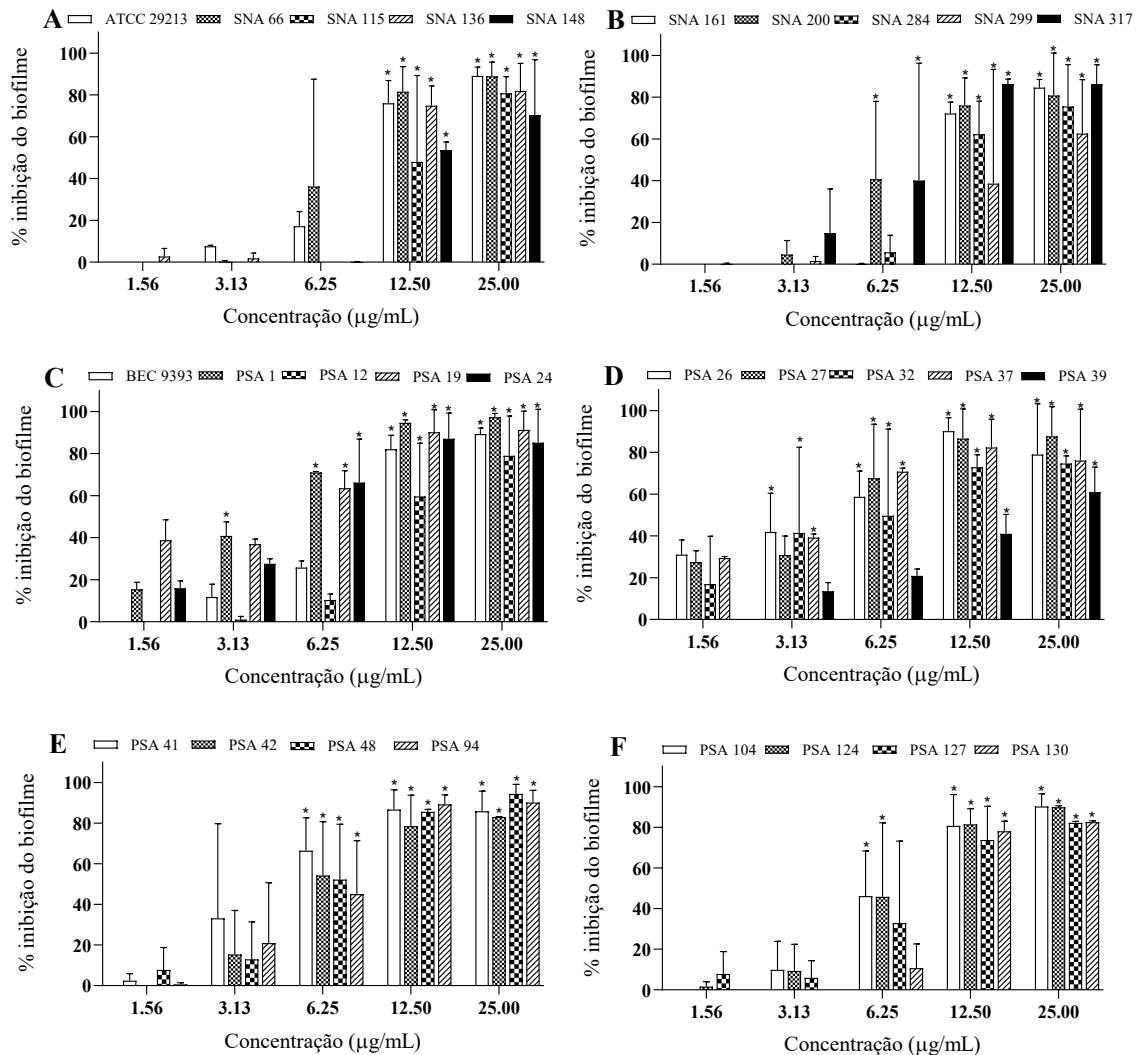 A
ATCC 29213 SNA 66 SNA 115 SNA 136 SNA 148
% inibição do biofilme
100
80
60
40
20
0
* * * * *
* * * * *
1.56 3.13 6.25 12.50 25.00
Concentração (µg/mL)
B
SNA 161 SNA 200 SNA 284 SNA 299 SNA 317
% inibição do biofilme
100
80
60
40
20
0
* *
* * * * *
* * * * *
1.56 3.13 6.25 12.50 25.00
Concentração (µg/mL)
C
BEC 9393 PSA 1 PSA 12 PSA 19 PSA 24
% inibição do biofilme
100
80
60
40
20
0
*
* * *
* * * * *
* * * * *
1.56 3.13 6.25 12.50 25.00
Concentração (µg/mL)
D
PSA 26 PSA 27 PSA 32 PSA 37 PSA 39
% inibição do biofilme
100
80
60
40
20
0
* * *
* * * *
* * * * *
* * * * *
1.56 3.13 6.25 12.50 25.00
Concentração (µg/mL)
E
PSA 41 PSA 42 PSA 48 PSA 94
% inibição do biofilme
100
80
60
40
20
0
* * * *
* * * *
* * * *
1.56 3.13 6.25 12.50 25.00
Concentração (µg/mL)
F
PSA 104 PSA 124 PSA 127 PSA 130
% inibição do biofilme
100
80
60
40
20
0
* *
* * * *
* * * *
1.56 3.13 6.25 12.50 25.00
Concentração (µg/mL)